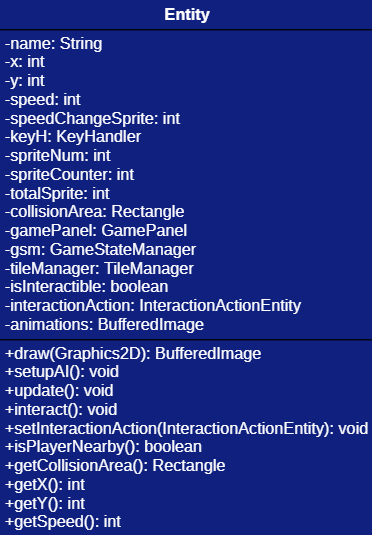 Entity
-name: String
-x: int
-y: int
-speed: int
-speedChangeSprite: int
-keyH: KeyHandler
-spriteNum: int
-spriteCounter: int
-totalSprite: int
-collisionArea: Rectangle
-gamePanel: GamePanel
-gsm: GameStateManager
-tileManager: TileManager
-isInteractible: boolean
-interactionAction: InteractionActionEntity
-animations: BufferedImage
+draw(Graphics2D): BufferedImage
+setupAI(): void
+update(): void
+interact(): void
+setInteractionAction(InteractionActionEntity): void
+isPlayerNearby(): boolean
+getCollisionArea(): Rectangle
+getX(): int
+getY(): int
+getSpeed(): int